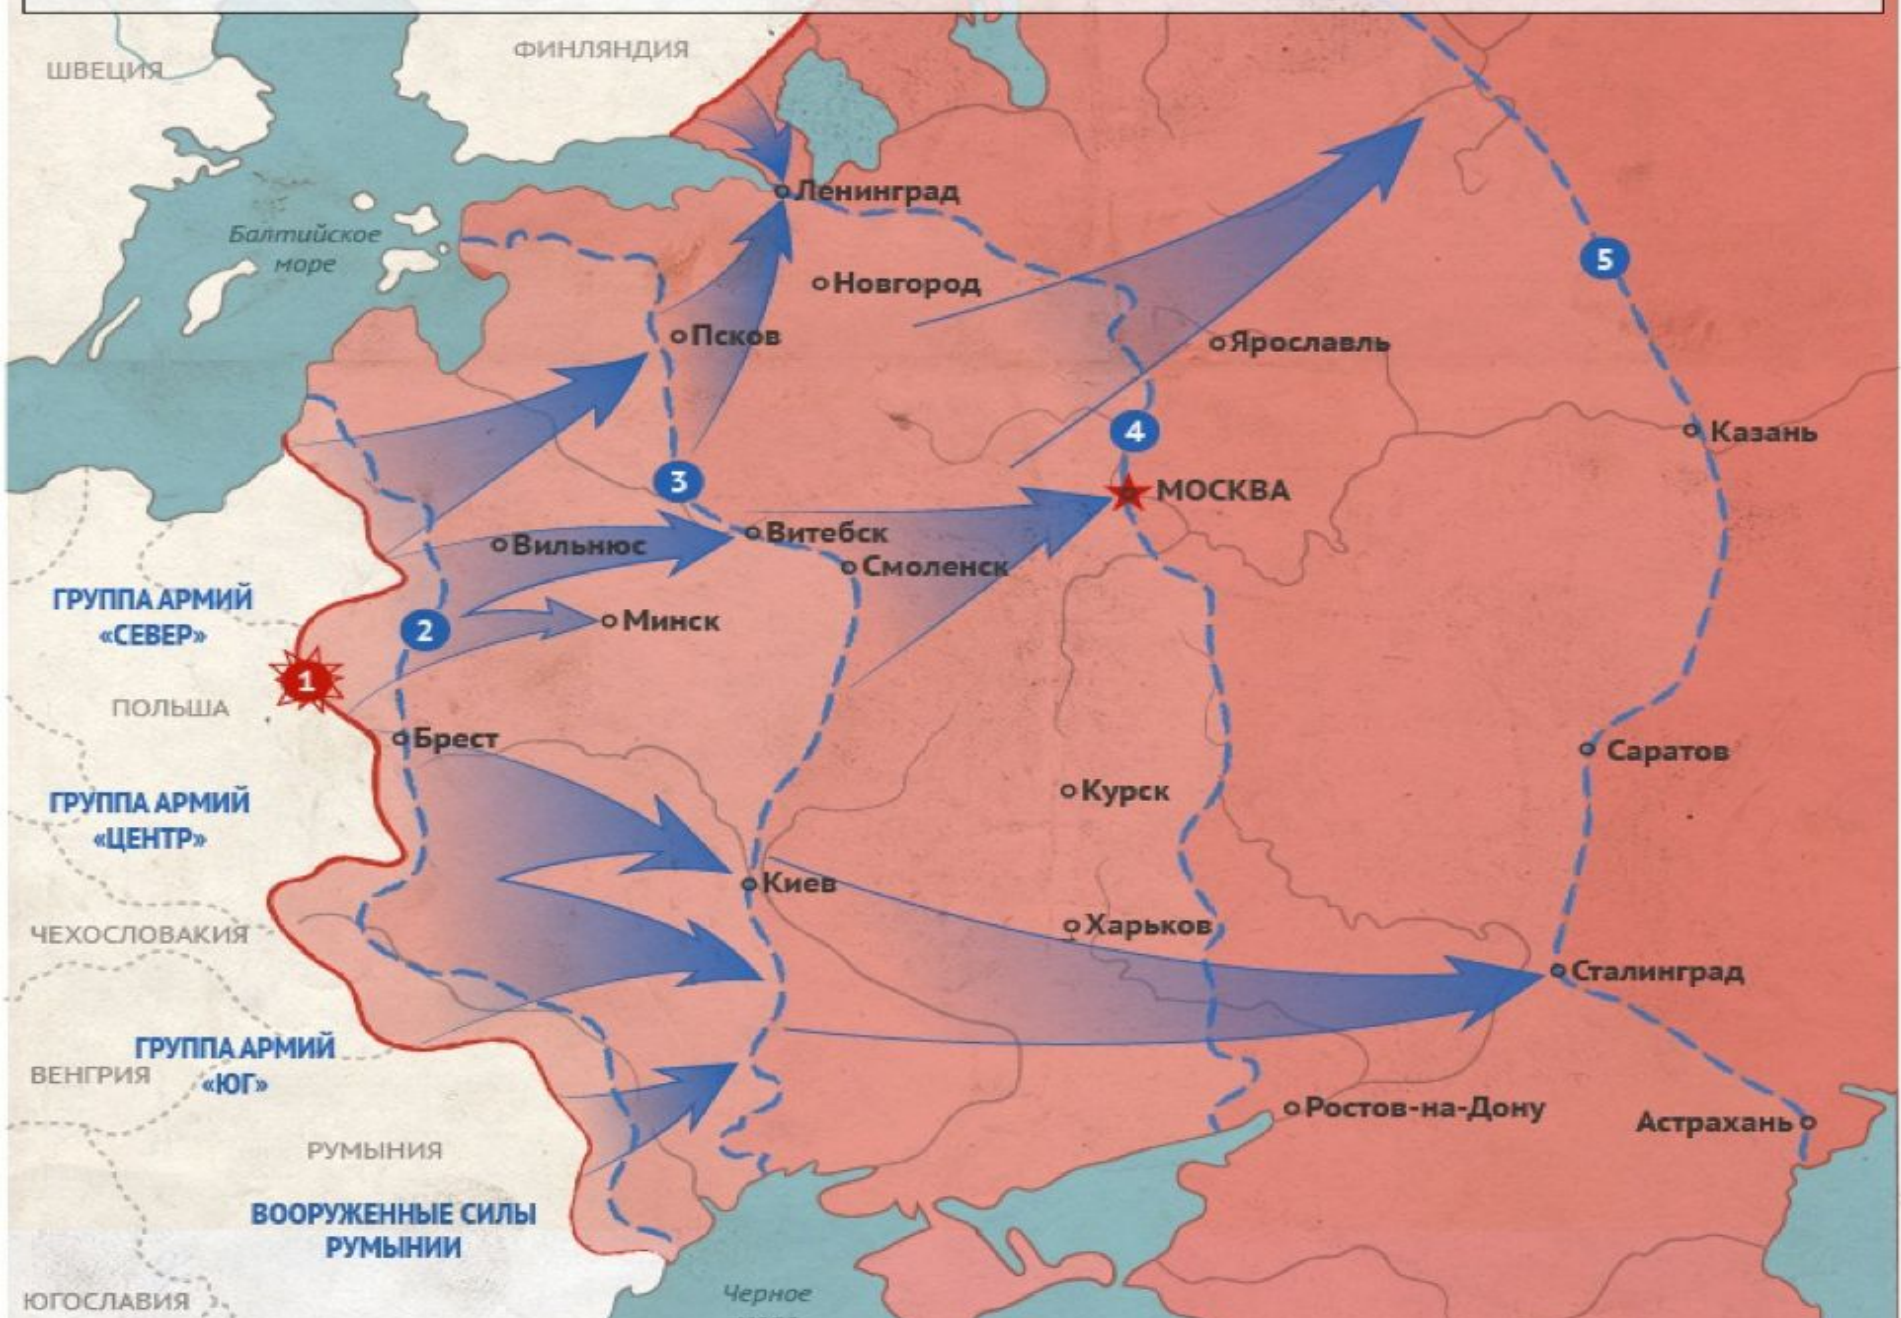 ШВЕЦИЯ
ФИНЛЯНДИЯ
Ленинград
Балтийское
море
5
Новгород
Псков
Ярославль
4
Казань
3
МОСКВА
Витебск
Вильнюс
Смоленск
ГРУППА АРМИЙ
«СЕВЕР»
2
Минск
1
ПОЛЬША
Брест
Саратов
Курск
ГРУППА АРМИЙ
«ЦЕНТР»
Киев
Харьков
ЧЕХОСЛОВАКИЯ
Сталинград
ГРУППА АРМИЙ
«ЮГ»
ВЕНГРИЯ
Ростов-на-Дону
Астрахань
РУМЫНИЯ
ВООРУЖЕННЫЕ СИЛЫ
РУМЫНИИ
Черное
ЮГОСЛАВИЯ